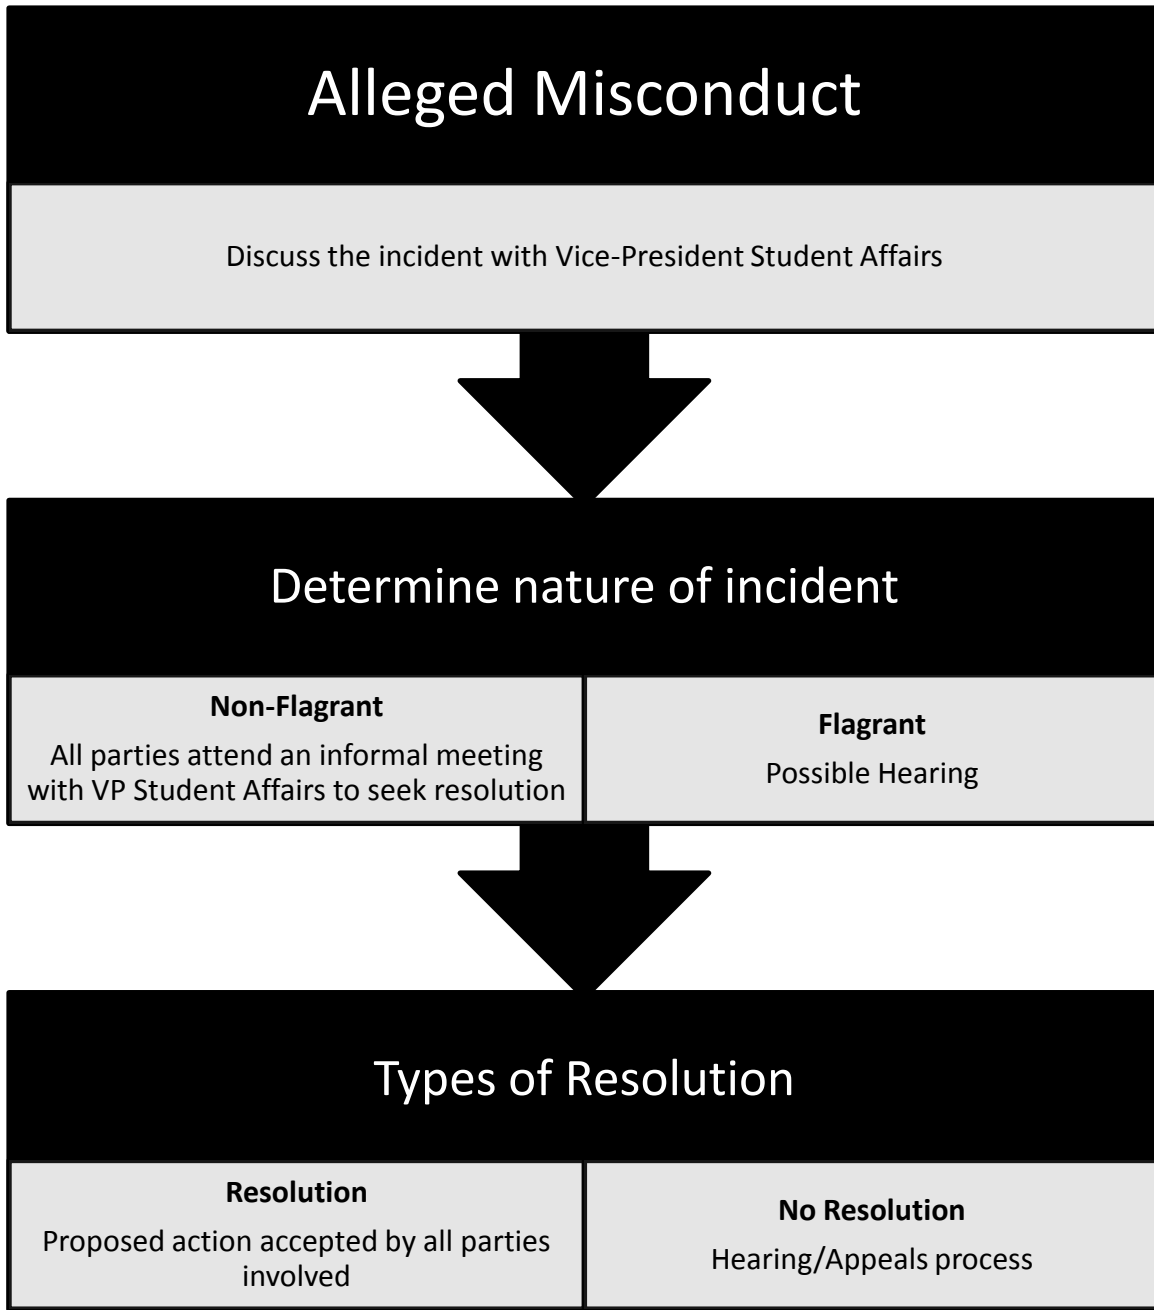 Alleged Misconduct
Discuss the incident with Vice-President Student Affairs
Determine nature of incident
Non-Flagrant
All parties attend an informal meeting
with VP Student Affairs to seek resolution
Flagrant
Possible Hearing
Types of Resolution
Resolution
Proposed action accepted by all parties
involved
No Resolution
Hearing/Appeals process